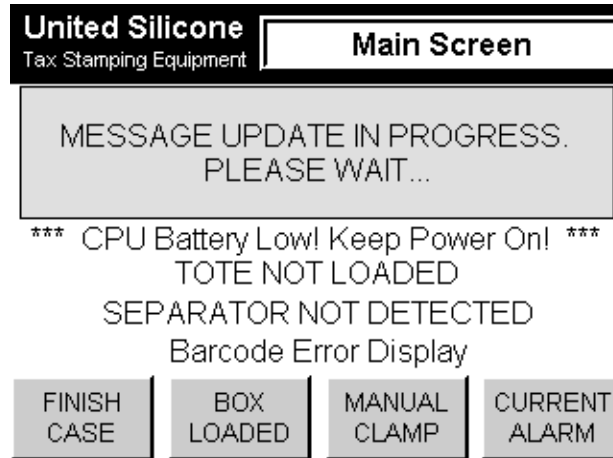 United Silicone
Tax Stamping Equipment
Main Screen
MESSAGE UPDATE IN PROGRESS.
PLEASE WAIT...
*** CPU Battery Low! Keep Power On! ***
TOTE NOT LOADED
SEPARATOR NOT DETECTED
Barcode Error Display
FINISH CASE
BOX LOADED
MANUAL CLAMP
CURRENT ALARM